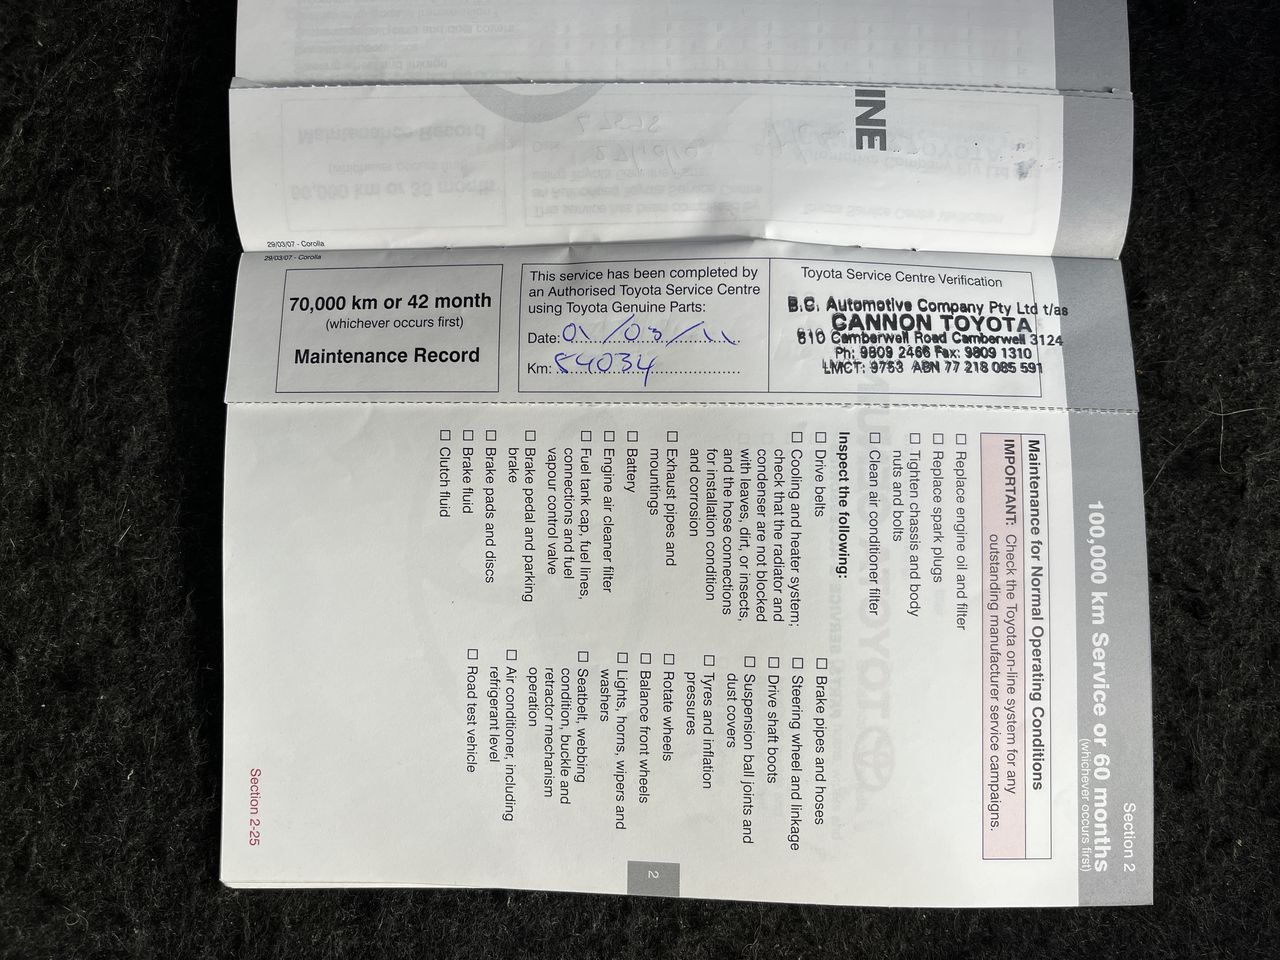 INE
29/03/07 - Corolla
29/03/07 - Corolla
70,000 km or 42 month
(whichever occurs first)
Maintenance Record
This service has been completed by
an Authorised Toyota Service Centre
using Toyota Genuine Parts:
Date: 01/03/11
Km: 54034
Toyota Service Centre Verification
B.C. Automotive Company Pty Ltd t/as
CANNON TOYOTA
810 Camberwell Road Camberwell 3124
Ph: 9809 2466 Fax: 9809 1310
LMCT: 9753 ABN 77 218 085 591
Section 2
100,000 km Service or 60 months
(whichever occurs first)
Maintenance for Normal Operating Conditions
IMPORTANT: Check the Toyota on-line system for any
outstanding manufacturer service campaigns.
☐ Replace engine oil and filter
☐ Replace spark plugs
☐ Tighten chassis and body
nuts and bolts
☐ Clean air conditioner filter
Inspect the following:
☐ Drive belts
☐ Cooling and heater system;
check that the radiator and
condenser are not blocked
with leaves, dirt, or insects,
and the hose connections
for installation condition
and corrosion
☐ Exhaust pipes and
mountings
☐ Battery
☐ Engine air cleaner filter
☐ Fuel tank cap, fuel lines,
connections and fuel
vapour control valve
☐ Brake pedal and parking
brake
☐ Brake pads and discs
☐ Brake fluid
☐ Clutch fluid
☐ Brake pipes and hoses
☐ Steering wheel and linkage
☐ Drive shaft boots
☐ Suspension ball joints and
dust covers
☐ Tyres and inflation
pressures
☐ Rotate wheels
☐ Balance front wheels
☐ Lights, horns, wipers and
washers
☐ Seatbelt, webbing
condition, buckle and
retractor mechanism
operation
☐ Air conditioner, including
refrigerant level
☐ Road test vehicle
2
Section 2-25